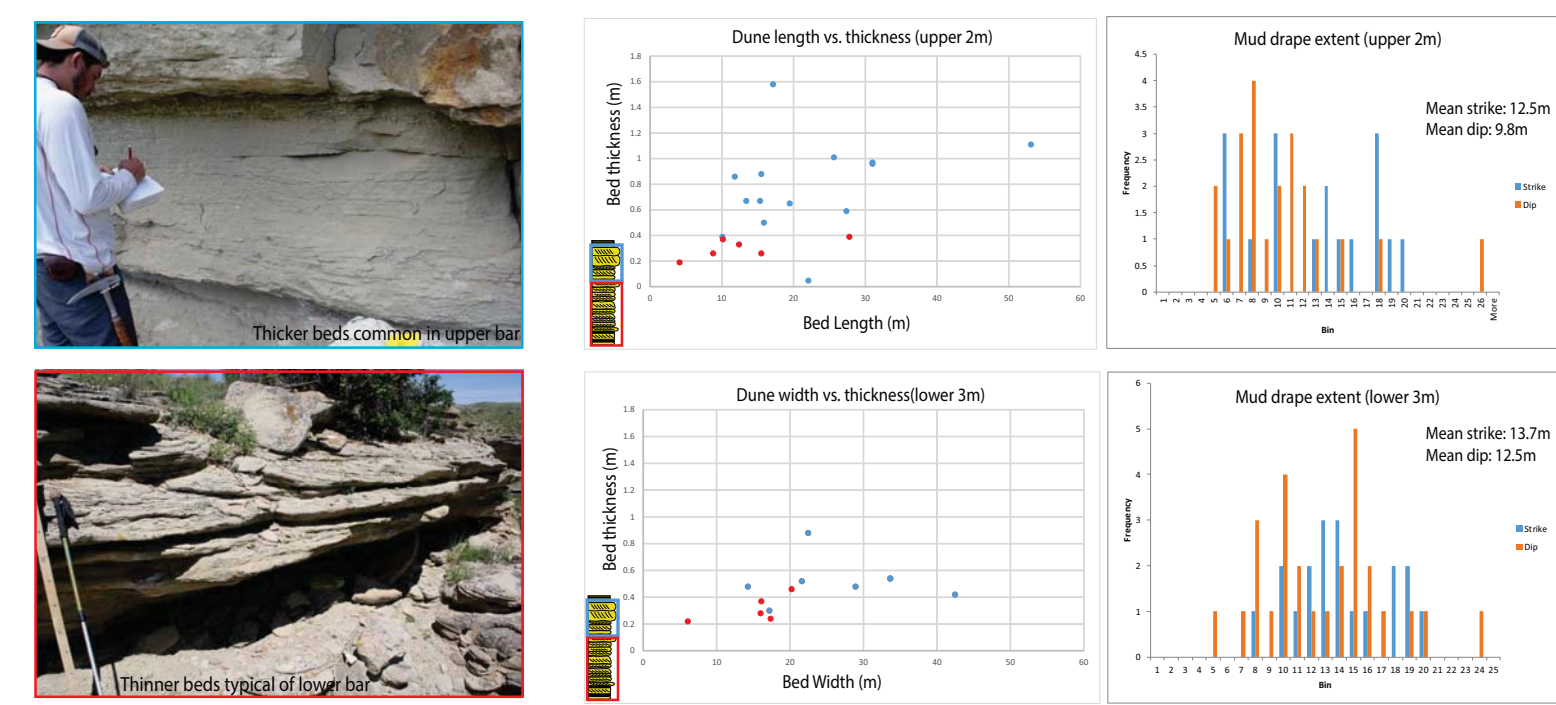 Thicker beds common in upper bar
Dune length vs. thickness (upper 2m)
Bed thickness (m)
1.8
1.6
1.4
1.2
1
0.8
0.6
0.4
0.2
0
0 10 20 30 40 50 60
Bed Length (m)
Mud drape extent (upper 2m)
Mean strike: 12.5m
Mean dip: 9.8m
Frequency
4.5
4
3.5
3
2.5
2
1.5
1
0.5
0
1 2 3 4 5 6 7 8 9 10 11 12 13 14 15 16 17 18 19 20 21 22 23 24 25 26 More
Bin
Strike
Dip
Thinner beds typical of lower bar
Dune width vs. thickness(lower 3m)
Bed thickness (m)
1.8
1.6
1.4
1.2
1
0.8
0.6
0.4
0.2
0
0 10 20 30 40 50 60
Bed Width (m)
Mud drape extent (lower 3m)
Mean strike: 13.7m
Mean dip: 12.5m
Frequency
6
5
4
3
2
1
0
1 2 3 4 5 6 7 8 9 10 11 12 13 14 15 16 17 18 19 20 21 22 23 24 25
Bin
Strike
Dip